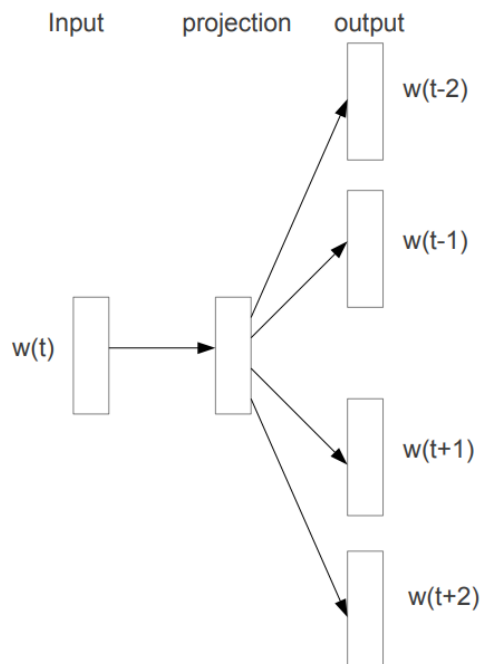 Input projection output
w(t-2)
w(t-1)
w(t)
w(t+1)
w(t+2)